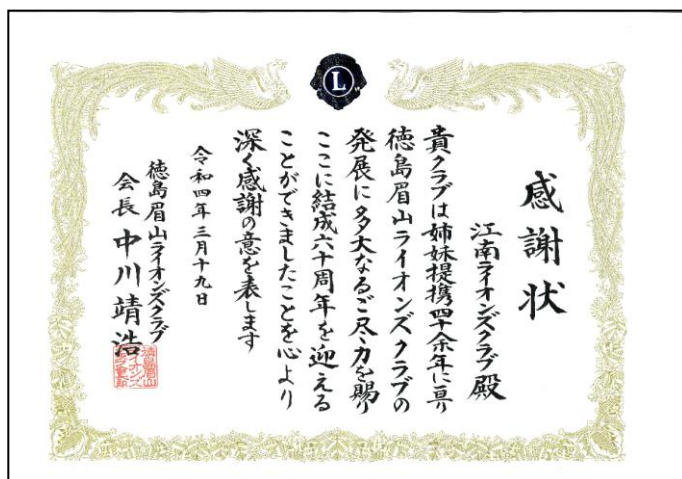 感謝状
江南ライオンズクラブ殿
貴クラブは姉妹提携四十余年に亘り
徳島眉山ライオンズクラブの
発展に多大なるご尽力を賜り
ここに結成六十周年を迎える
ことができましたことを心より
深く感謝の意を表します
令和四年三月十九日
徳島眉山ライオンズクラブ
会長 中川靖浩
L